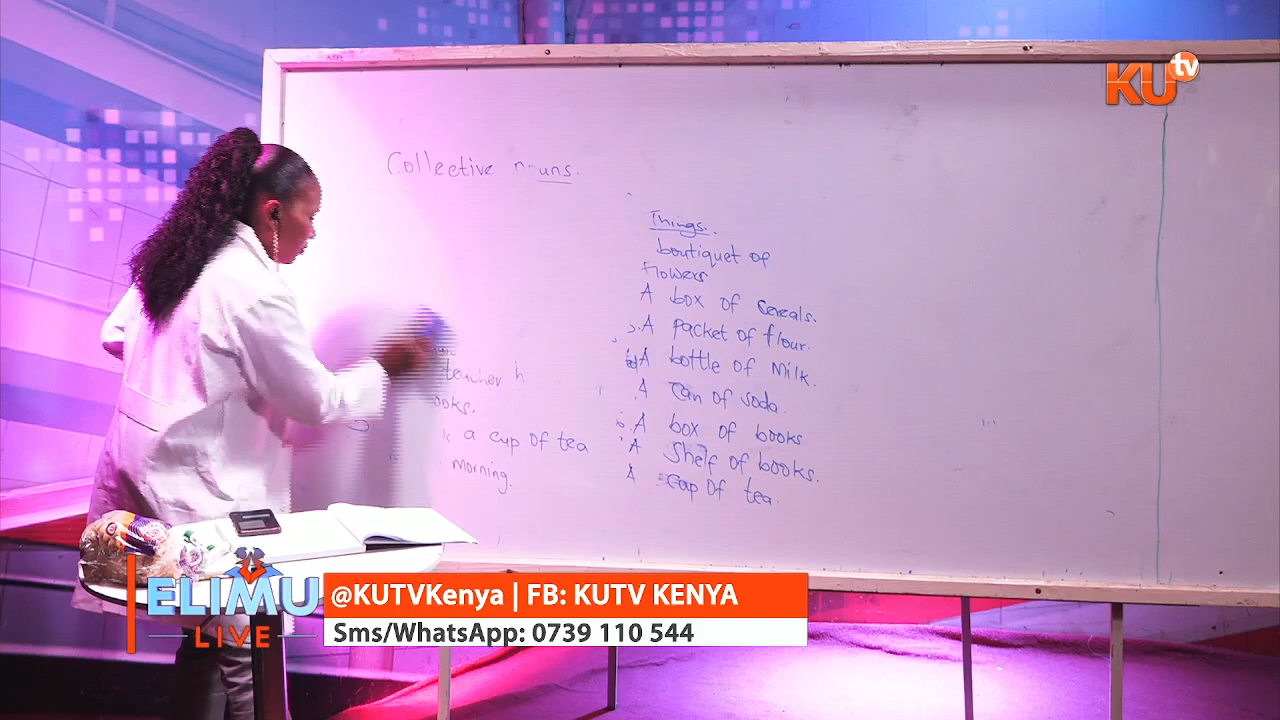 KU tv
Collective n-uns.
Things.
boutiquet of
Flowers
A box of cereals.
A packet of flour.
A bottle of milk.
A can of soda.
A box of books
A shelf of books.
A cup of tea.
teacher h
ooks.
a cup of tea
morning.
ELIMU
LIVE
@KUTVKenya | FB: KUTV KENYA
Sms/WhatsApp: 0739 110 544